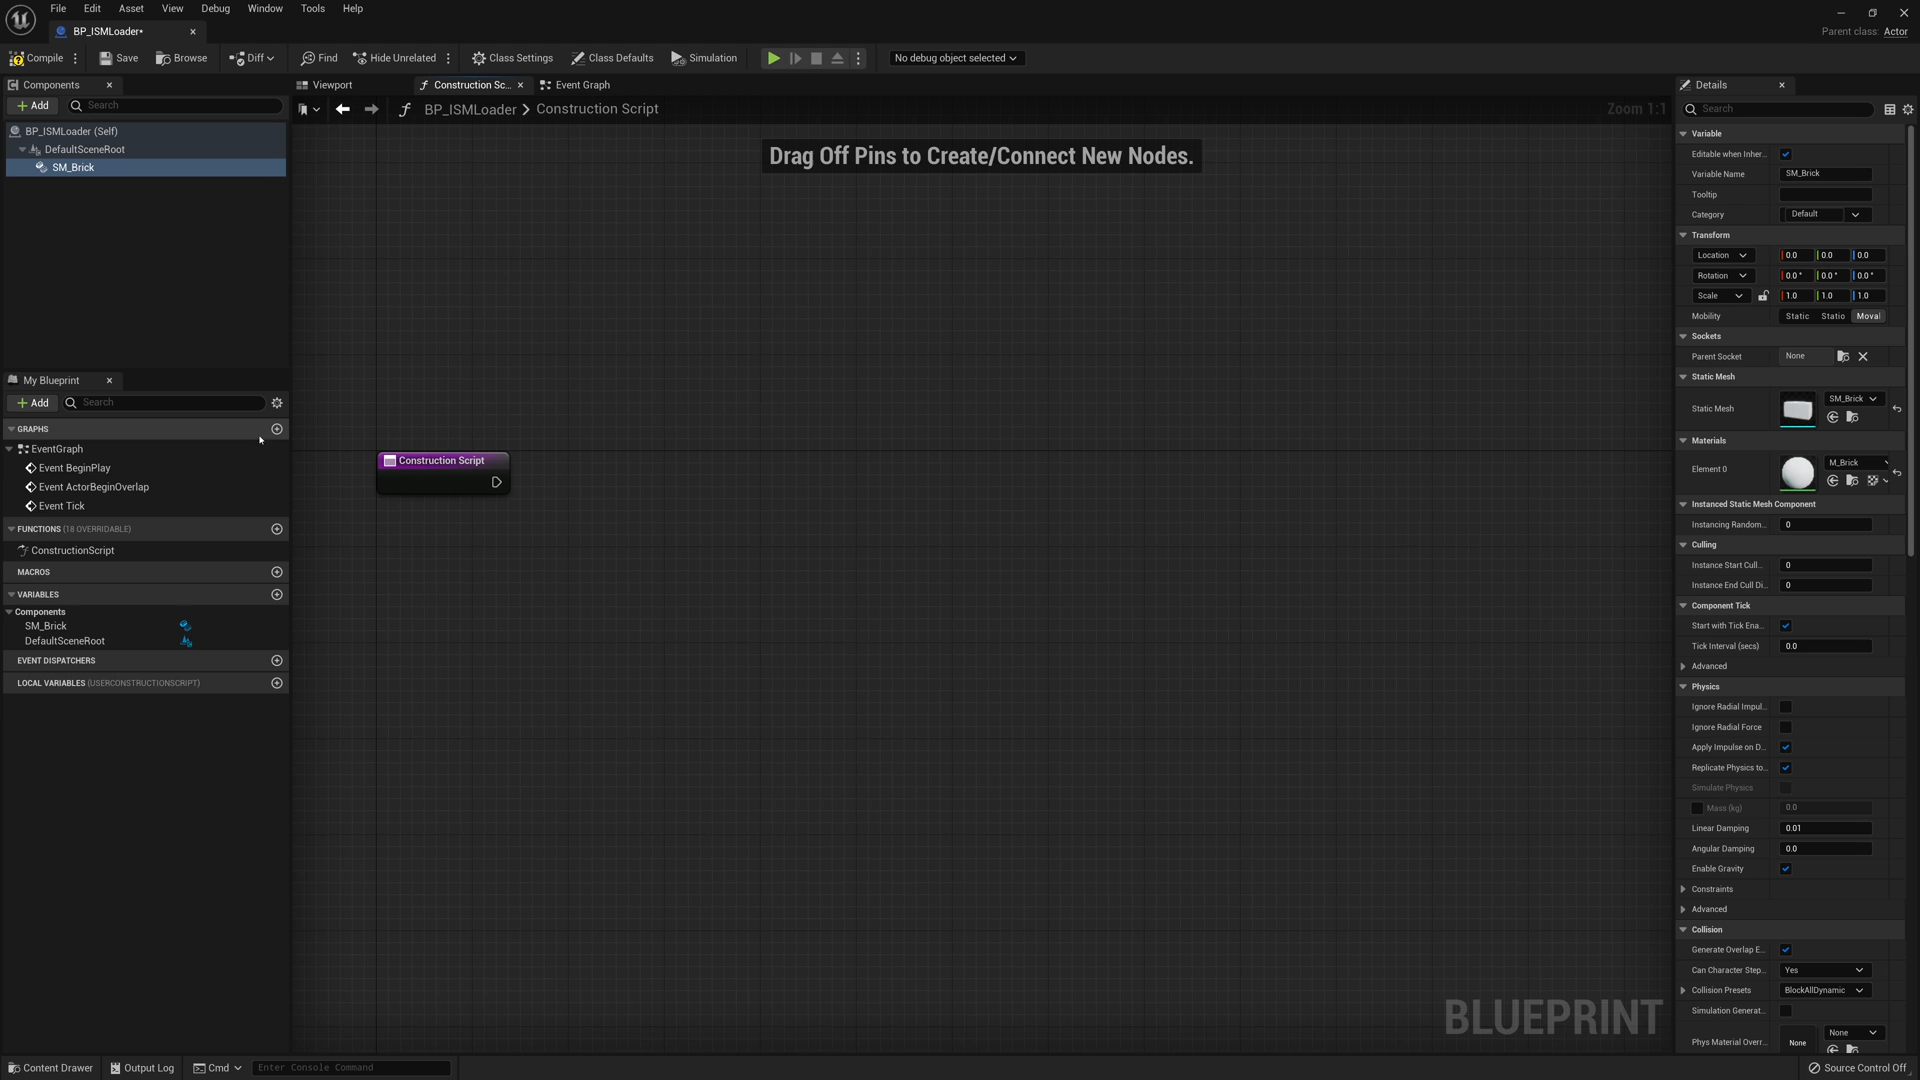 File Edit Asset View Debug Window Tools Help
BP_ISMLoader*
Parent class: Actor
Compile Save Browse Diff Find Hide Unrelated Class Settings Class Defaults Simulation No debug object selected
Components
Add Search
BP_ISMLoader (Self)
DefaultSceneRoot
SM_Brick
My Blueprint
Add Search
GRAPHS
EventGraph
Event BeginPlay
Event ActorBeginOverlap
Event Tick
FUNCTIONS (18 OVERRIDABLE)
ConstructionScript
MACROS
VARIABLES
Components
SM_Brick
DefaultSceneRoot
EVENT DISPATCHERS
LOCAL VARIABLES (USERCONSTRUCTIONSCRIPT)
Viewport Construction Sc... Event Graph
BP_ISMLoader > Construction Script
Zoom 1:1
Drag Off Pins to Create/Connect New Nodes.
Construction Script
BLUEPRINT
Details
Search
Variable
Editable when Inher...
Variable Name SM_Brick
Tooltip
Category Default
Transform
Location 0.0 0.0 0.0
Rotation 0.0 ° 0.0 ° 0.0 °
Scale 1.0 1.0 1.0
Mobility Static Statio Moval
Sockets
Parent Socket None
Static Mesh
Static Mesh SM_Brick
Materials
Element 0 M_Brick
Instanced Static Mesh Component
Instancing Random... 0
Culling
Instance Start Cull... 0
Instance End Cull Di... 0
Component Tick
Start with Tick Ena...
Tick Interval (secs) 0.0
Advanced
Physics
Ignore Radial Impul...
Ignore Radial Force
Apply Impulse on D...
Replicate Physics to...
Simulate Physics
Mass (kg) 0.0
Linear Damping 0.01
Angular Damping 0.0
Enable Gravity
Constraints
Advanced
Collision
Generate Overlap E...
Can Character Step... Yes
Collision Presets BlockAllDynamic
Simulation Generat...
Phys Material Overr... None None
Content Drawer Output Log Cmd Enter Console Command
Source Control Off